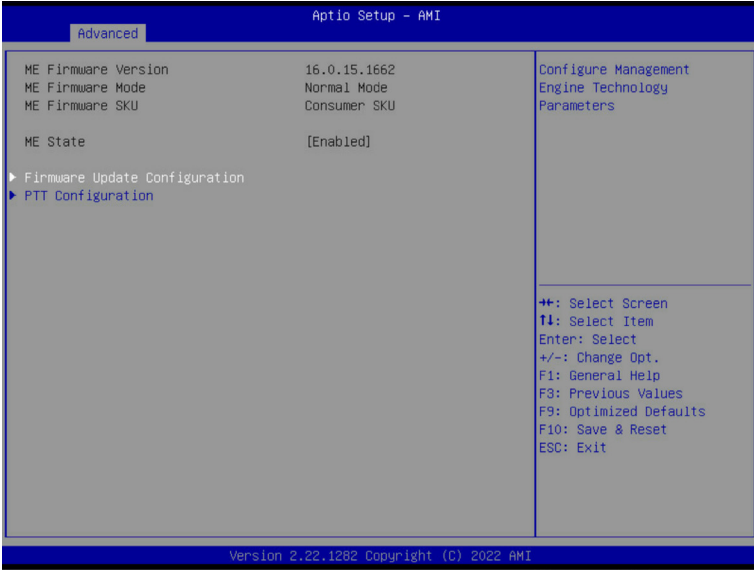 Aptio Setup – AMI
Advanced
ME Firmware Version 16.0.15.1662
ME Firmware Mode Normal Mode
ME Firmware SKU Consumer SKU
ME State [Enabled]
▶ Firmware Update Configuration
▶ PTT Configuration
Configure Management
Engine Technology
Parameters
→←: Select Screen
↑↓: Select Item
Enter: Select
+/-: Change Opt.
F1: General Help
F3: Previous Values
F9: Optimized Defaults
F10: Save & Reset
ESC: Exit
Version 2.22.1282 Copyright (C) 2022 AMI